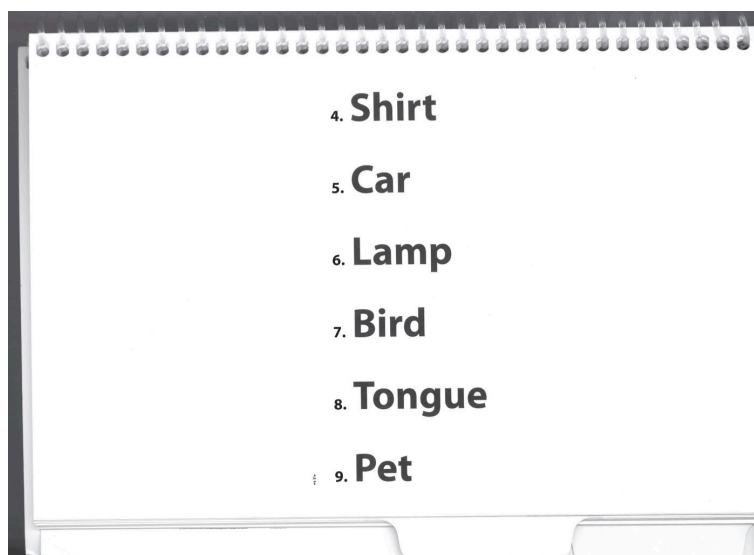 4. Shirt
5. Car
6. Lamp
7. Bird
8. Tongue
9. Pet